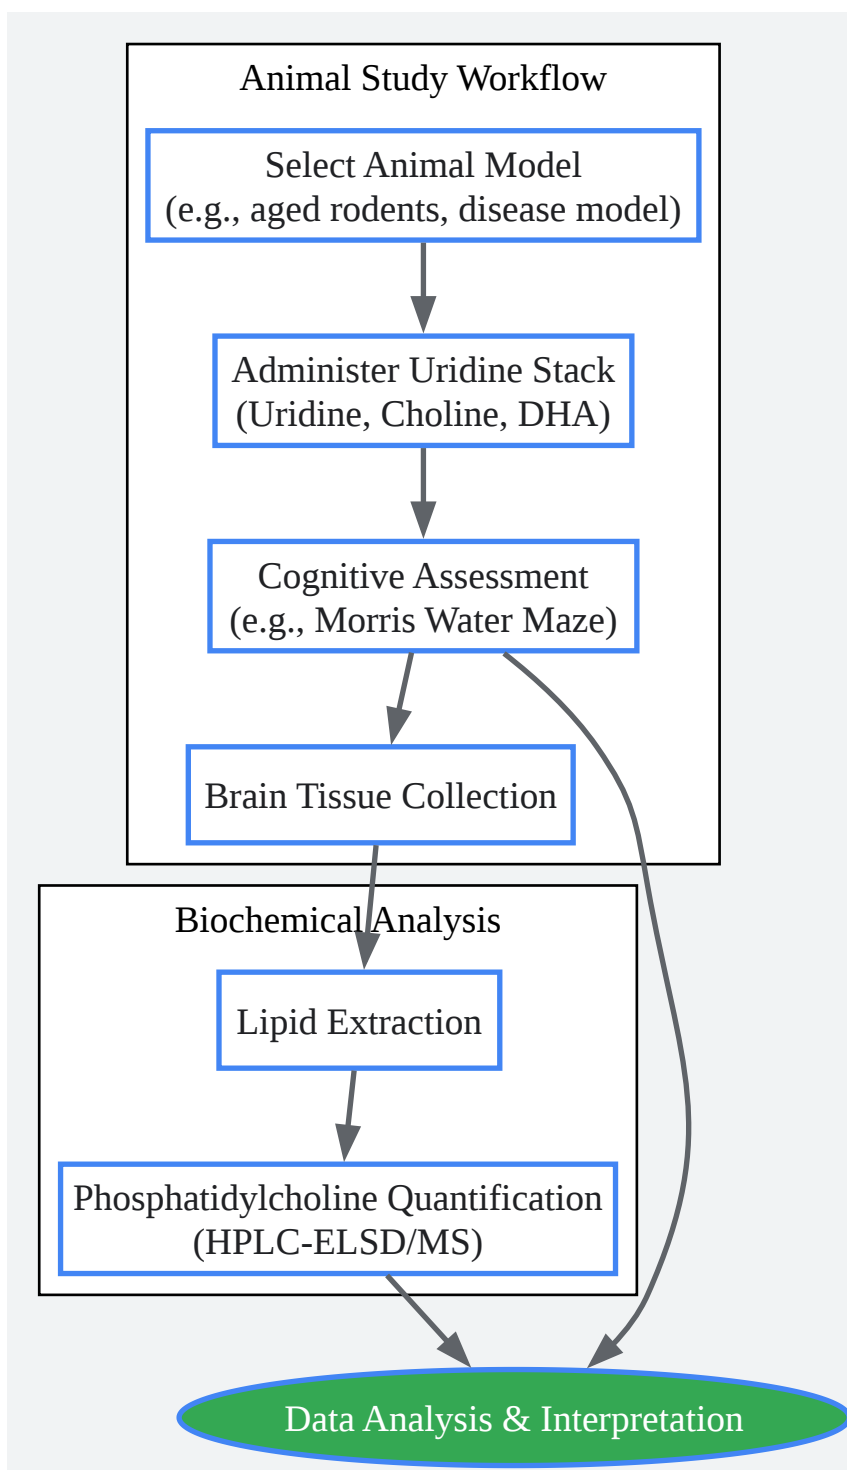 Animal Study Workflow
Select Animal Model
(e.g., aged rodents, disease model)
Administer Uridine Stack
(Uridine, Choline, DHA)
Cognitive Assessment
(e.g., Morris Water Maze)
Brain Tissue Collection
Biochemical Analysis
Lipid Extraction
Phosphatidylcholine Quantification
(HPLC-ELSD/MS)
Data Analysis & Interpretation